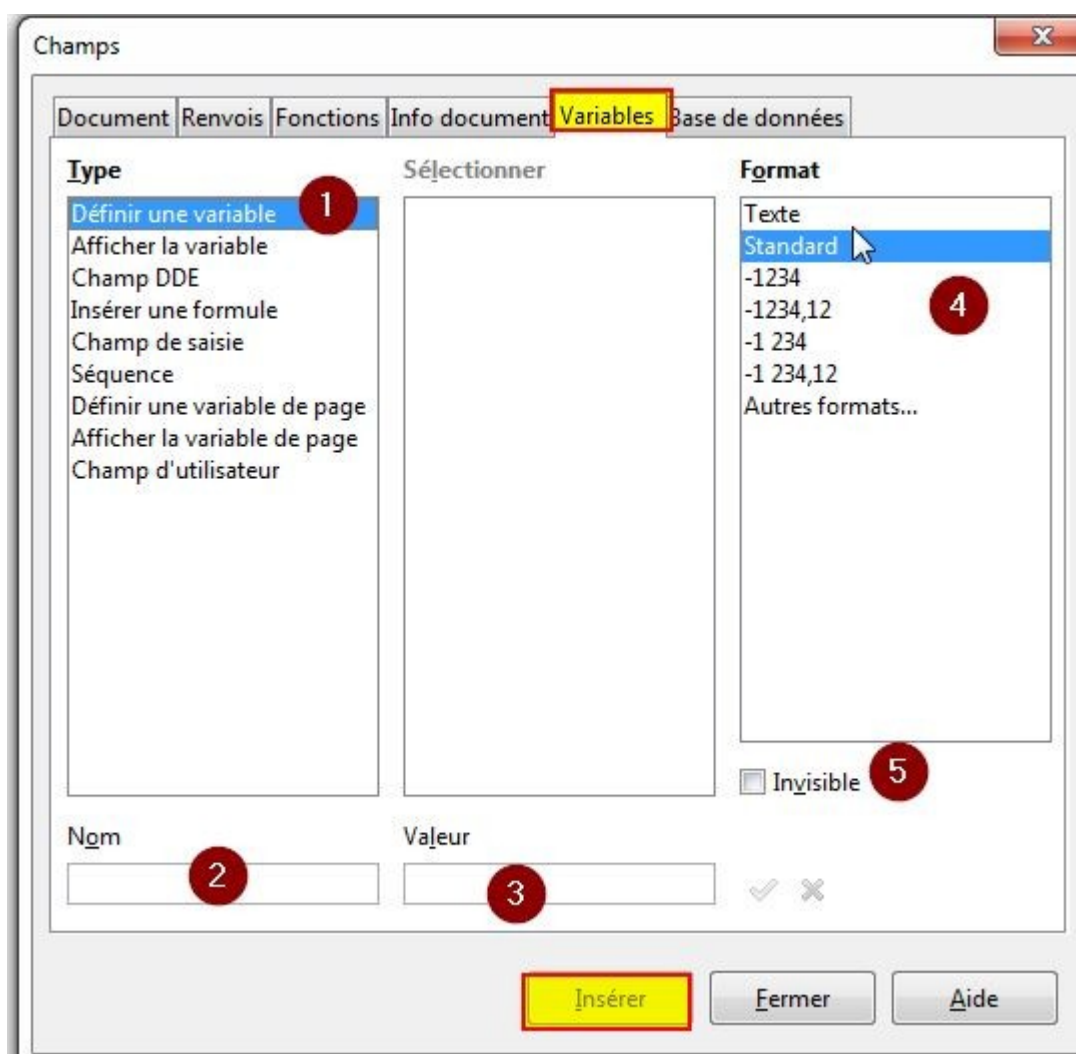 Champs
Document Renvois Fonctions Info document Variables Base de données
Type
Définir une variable
Afficher la variable
Champ DDE
Insérer une formule
Champ de saisie
Séquence
Définir une variable de page
Afficher la variable de page
Champ d'utilisateur
1
Sélectionner
Format
Texte
Standard
-1234
-1234,12
-1 234
-1 234,12
Autres formats...
4
Invisible
5
Nom
2
Valeur
3
Insérer Fermer Aide